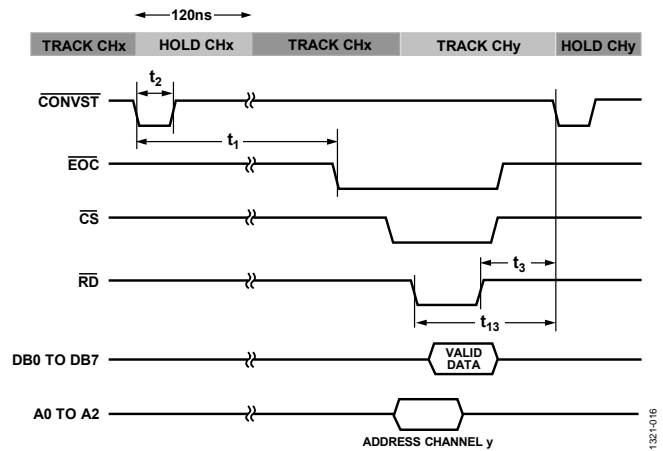 120ns
TRACK CHx HOLD CHx TRACK CHx TRACK CHy HOLD CHy
t2
CONVST
t1
EOC
CS
t3
RD
t13
DB0 TO DB7 VALID DATA
A0 TO A2
ADDRESS CHANNEL y
1321-016